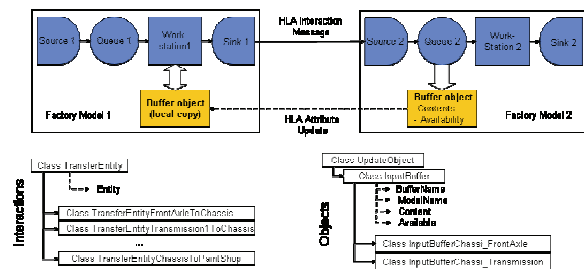 HLA Interaction
Message
Source 1
Queue 1
Work-
station1
Sink 1
Source 2
Queue 2
Work-
Station 2
Sink 2
Buffer object
(local copy)
Buffer object
- Contents
- Availability
Factory Model 1
Factory Model 2
HLA Attribute
Update
Interactions
Class TransferEntity
Entity
Class TransferEntityFrontAxleToChassis
Class TransferEntityTransmission1ToChassis
...
Class TransferEntityChassisToPaintShop
Objects
Class UpdateObject
Class InputBuffer
BufferName
ModelName
Content
Available
Class InputBufferChassi_FrontAxle
Class InputBufferChassi_Transmission